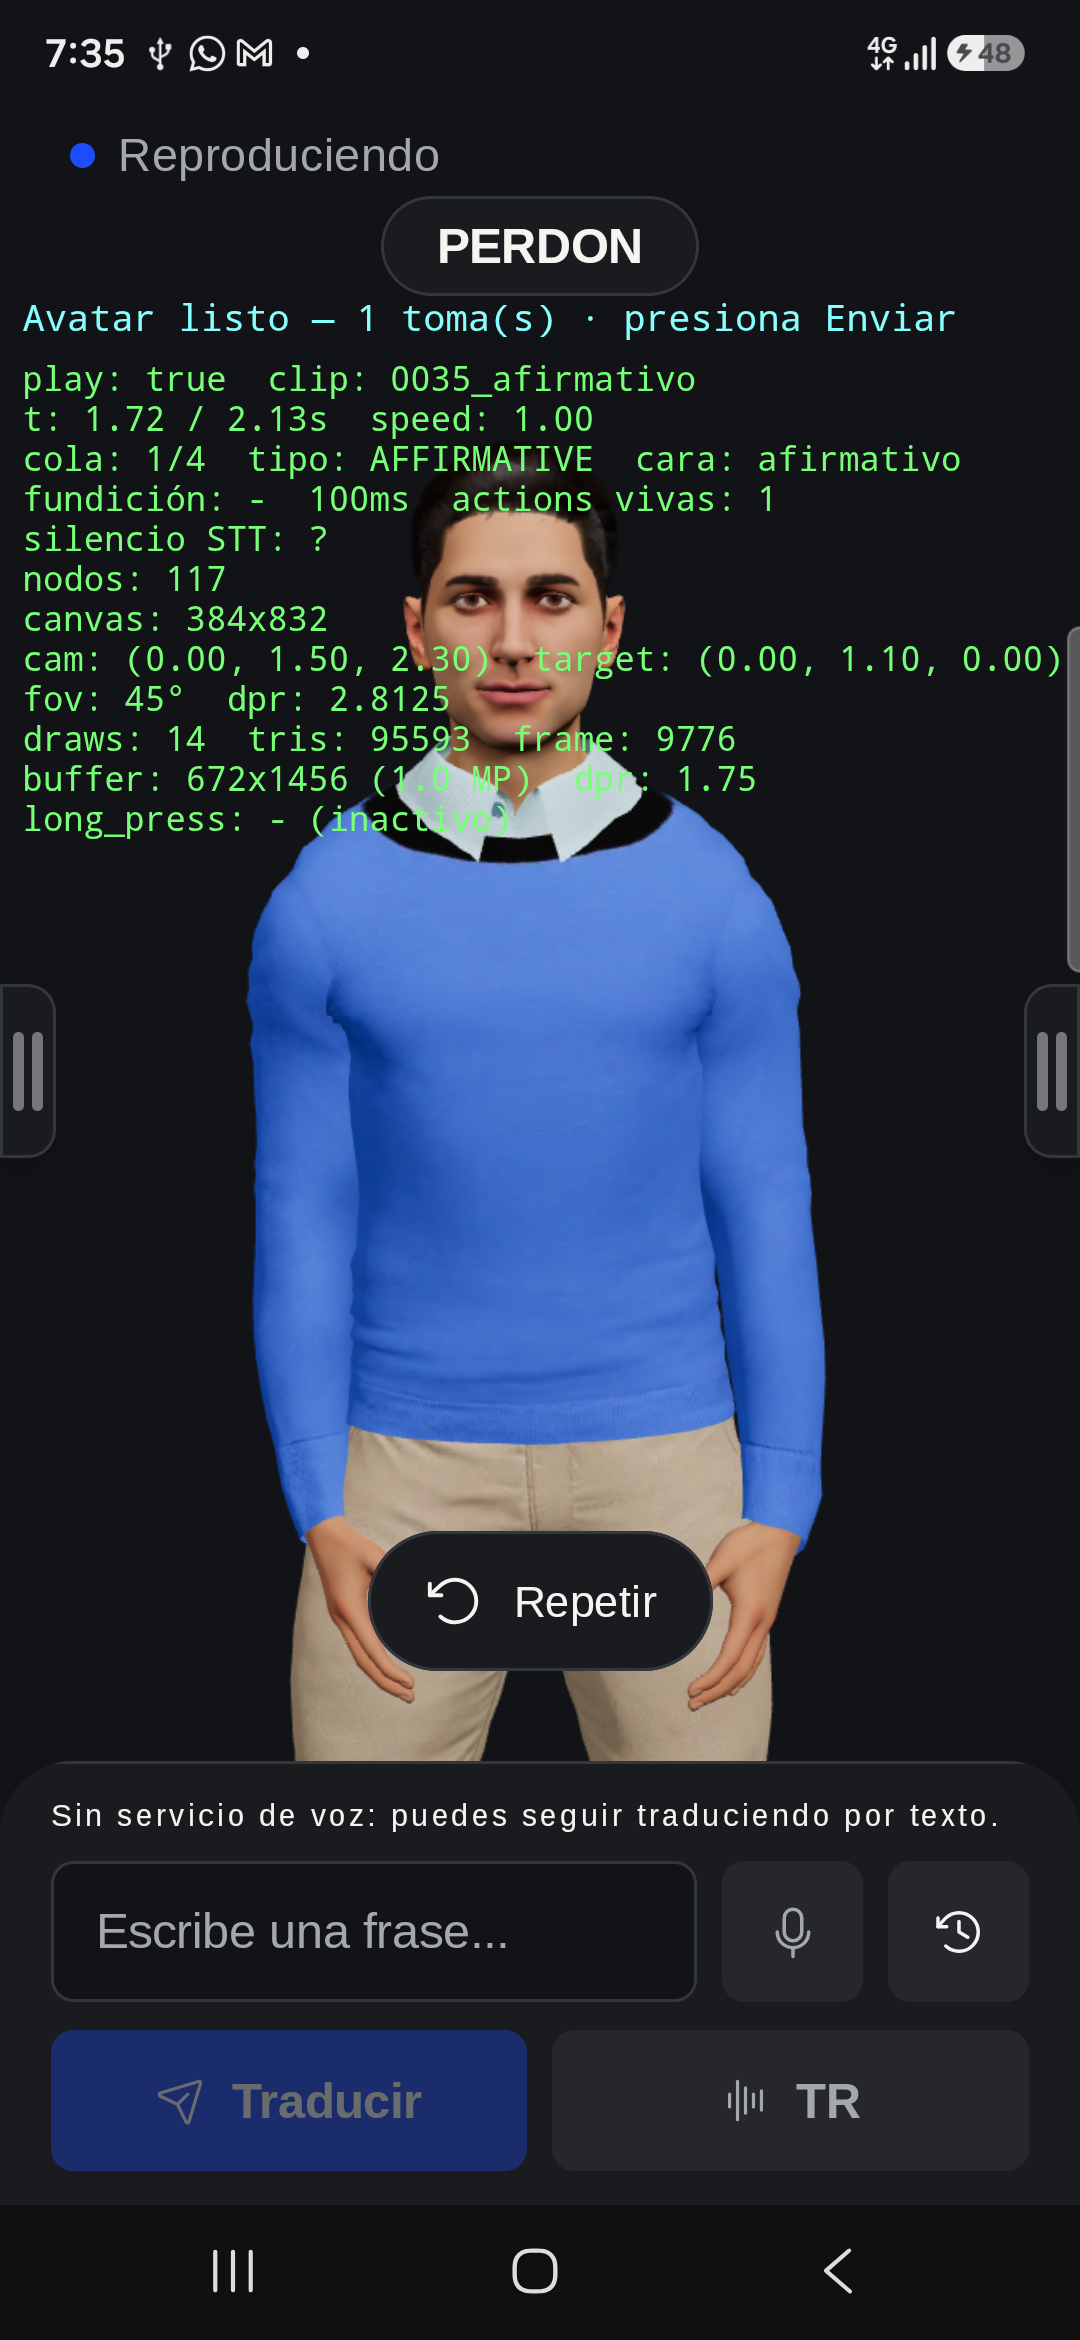 7:35
4G
48
Reproduciendo
PERDON
Avatar listo — 1 toma(s) · presiona Enviar
play: true  clip: 0035_afirmativo
t: 1.72 / 2.13s  speed: 1.00
cola: 1/4  tipo: AFFIRMATIVE  cara: afirmativo
fundición: -  100ms  actions vivas: 1
silencio STT: ?
nodos: 117
canvas: 384x832
cam: (0.00, 1.50, 2.30)  target: (0.00, 1.10, 0.00)
fov: 45°  dpr: 2.8125
draws: 14  tris: 95593  frame: 9776
buffer: 672x1456 (1.0 MP)  dpr: 1.75
long_press: - (inactivo)
Repetir
Sin servicio de voz: puedes seguir traduciendo por texto.
Escribe una frase...
Traducir
TR